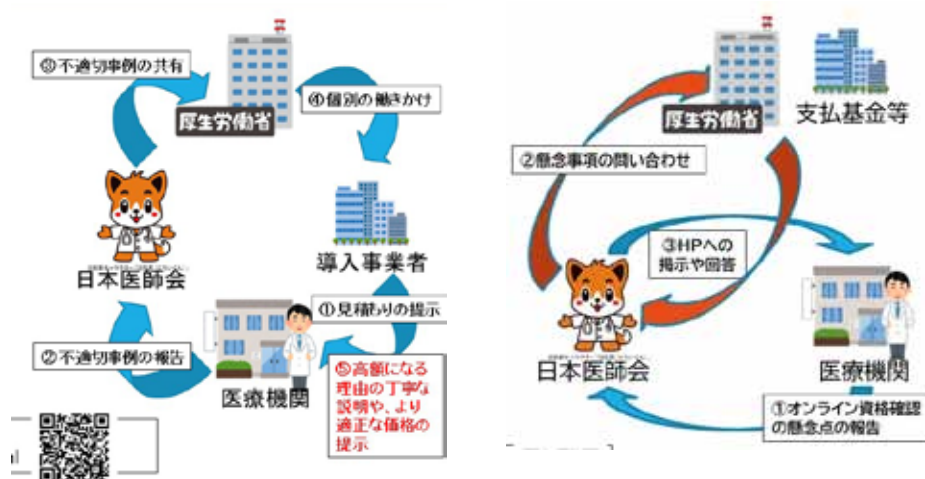 ③不適切事例の共有
厚生労働省
④個別の働きかけ
日本医師会
導入事業者
①見積もりの提示
②不適切事例の報告
医療機関
⑤高額になる
理由の丁寧な
説明や、より
適正な価格の
提示
厚生労働省
支払基金等
②懸念事項の問い合わせ
③HPへの
掲示や回答
日本医師会
医療機関
①オンライン資格確認
の懸念点の報告